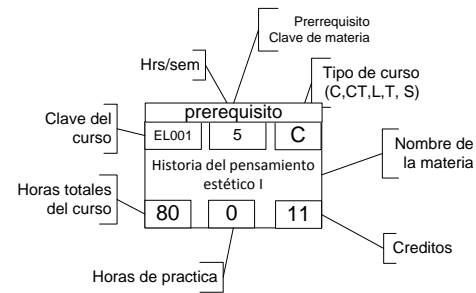 Prerrequisito
Clave de materia
Hrs/sem
Tipo de curso
(C,CT,L,T, S)
Clave del
curso
prerequisito
EL001 5 C
Nombre de
la materia
Historia del pensamiento
estético I
Horas totales
del curso
80 0 11
Creditos
Horas de practica